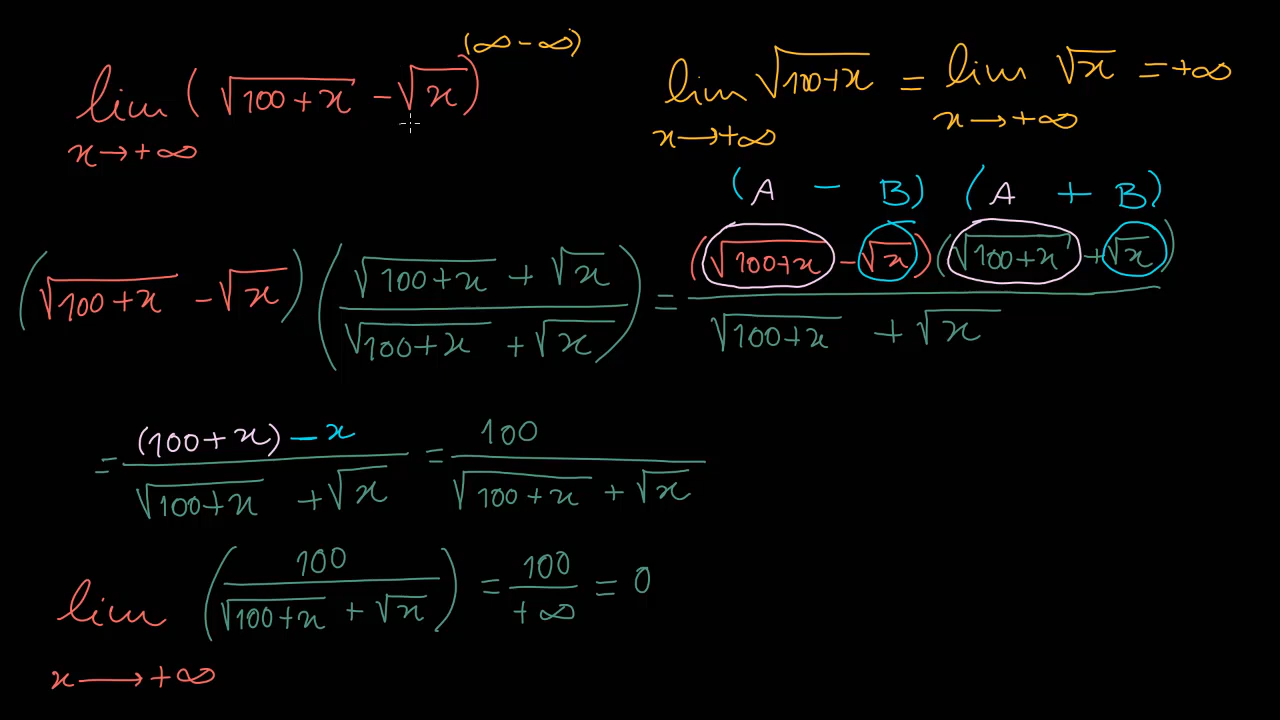 lim (√(100+x) − √x) (∞ − ∞)
x→+∞
lim √(100+x) = lim √x = +∞
x→+∞ x→+∞
(A − B) (A + B)
(√(100+x) − √x) ((√(100+x) + √x)/(√(100+x) + √x)) = ((√(100+x) − √x)(√(100+x) + √x))/(√(100+x) + √x)
= ((100+x) − x)/(√(100+x) + √x) = 100/(√(100+x) + √x)
lim (100/(√(100+x) + √x)) = 100/+∞ = 0
x→+∞